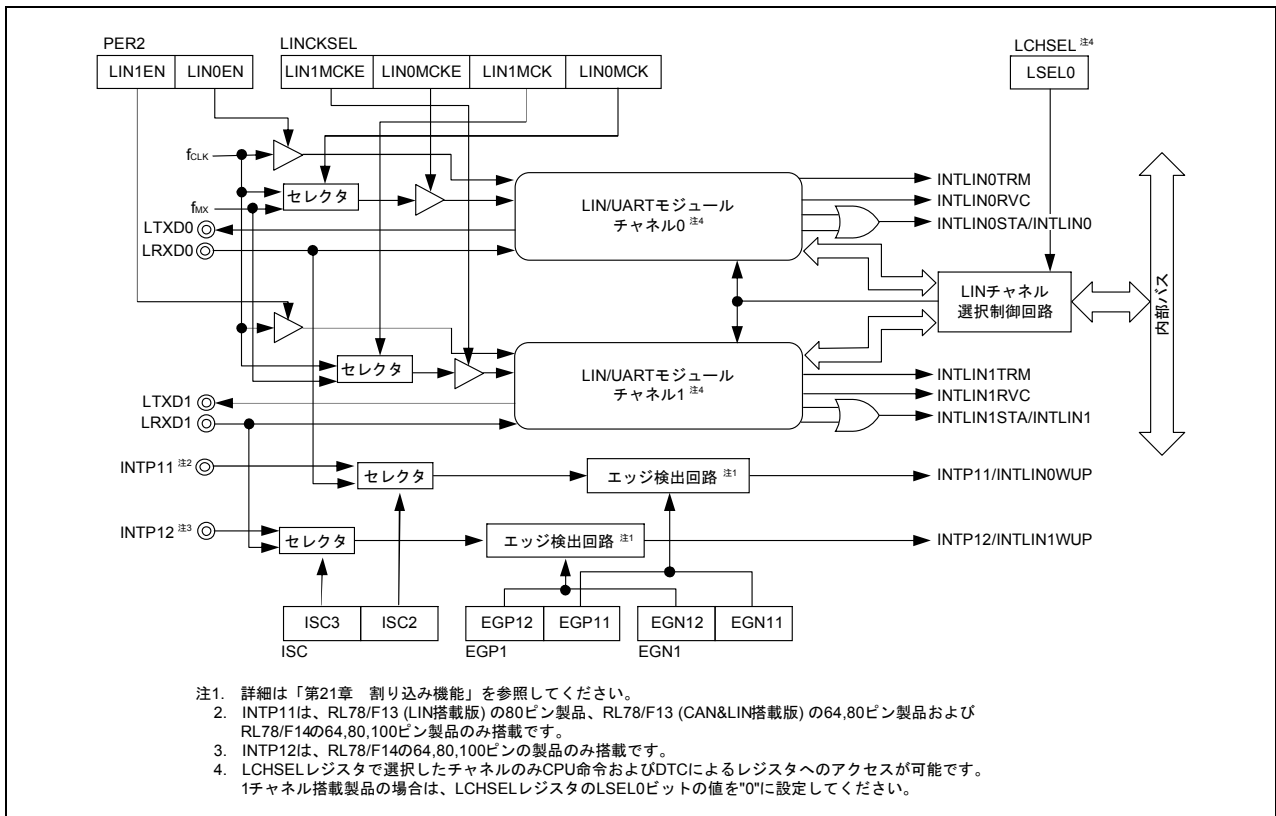 PER2
LIN1EN LIN0EN
LINCKSEL
LIN1MCKE LIN0MCKE LIN1MCK LIN0MCK
LCHSEL 注4
LSEL0
fCLK
セレクタ
fMX
LTXD0
LRXD0
LIN/UARTモジュール
チャネル0 注4
INTLIN0TRM
INTLIN0RVC
INTLIN0STA/INTLIN0
LINチャネル
選択制御回路
内部バス
セレクタ
LTXD1
LRXD1
LIN/UARTモジュール
チャネル1 注4
INTLIN1TRM
INTLIN1RVC
INTLIN1STA/INTLIN1
INTP11 注2
セレクタ
エッジ検出回路 注1
INTP11/INTLIN0WUP
INTP12 注3
セレクタ
エッジ検出回路 注1
INTP12/INTLIN1WUP
ISC3 ISC2
ISC
EGP12 EGP11
EGP1
EGN12 EGN11
EGN1
注1. 詳細は「第21章 割り込み機能」を参照してください。
2. INTP11は、RL78/F13 (LIN搭載版) の80ピン製品、RL78/F13 (CAN&LIN搭載版) の64,80ピン製品および
RL78/F14の64,80,100ピン製品のみ搭載です。
3. INTP12は、RL78/F14の64,80,100ピンの製品のみ搭載です。
4. LCHSELレジスタで選択したチャネルのみCPU命令およびDTCによるレジスタへのアクセスが可能です。
1チャネル搭載製品の場合は、LCHSELレジスタのLSEL0ビットの値を"0"に設定してください。